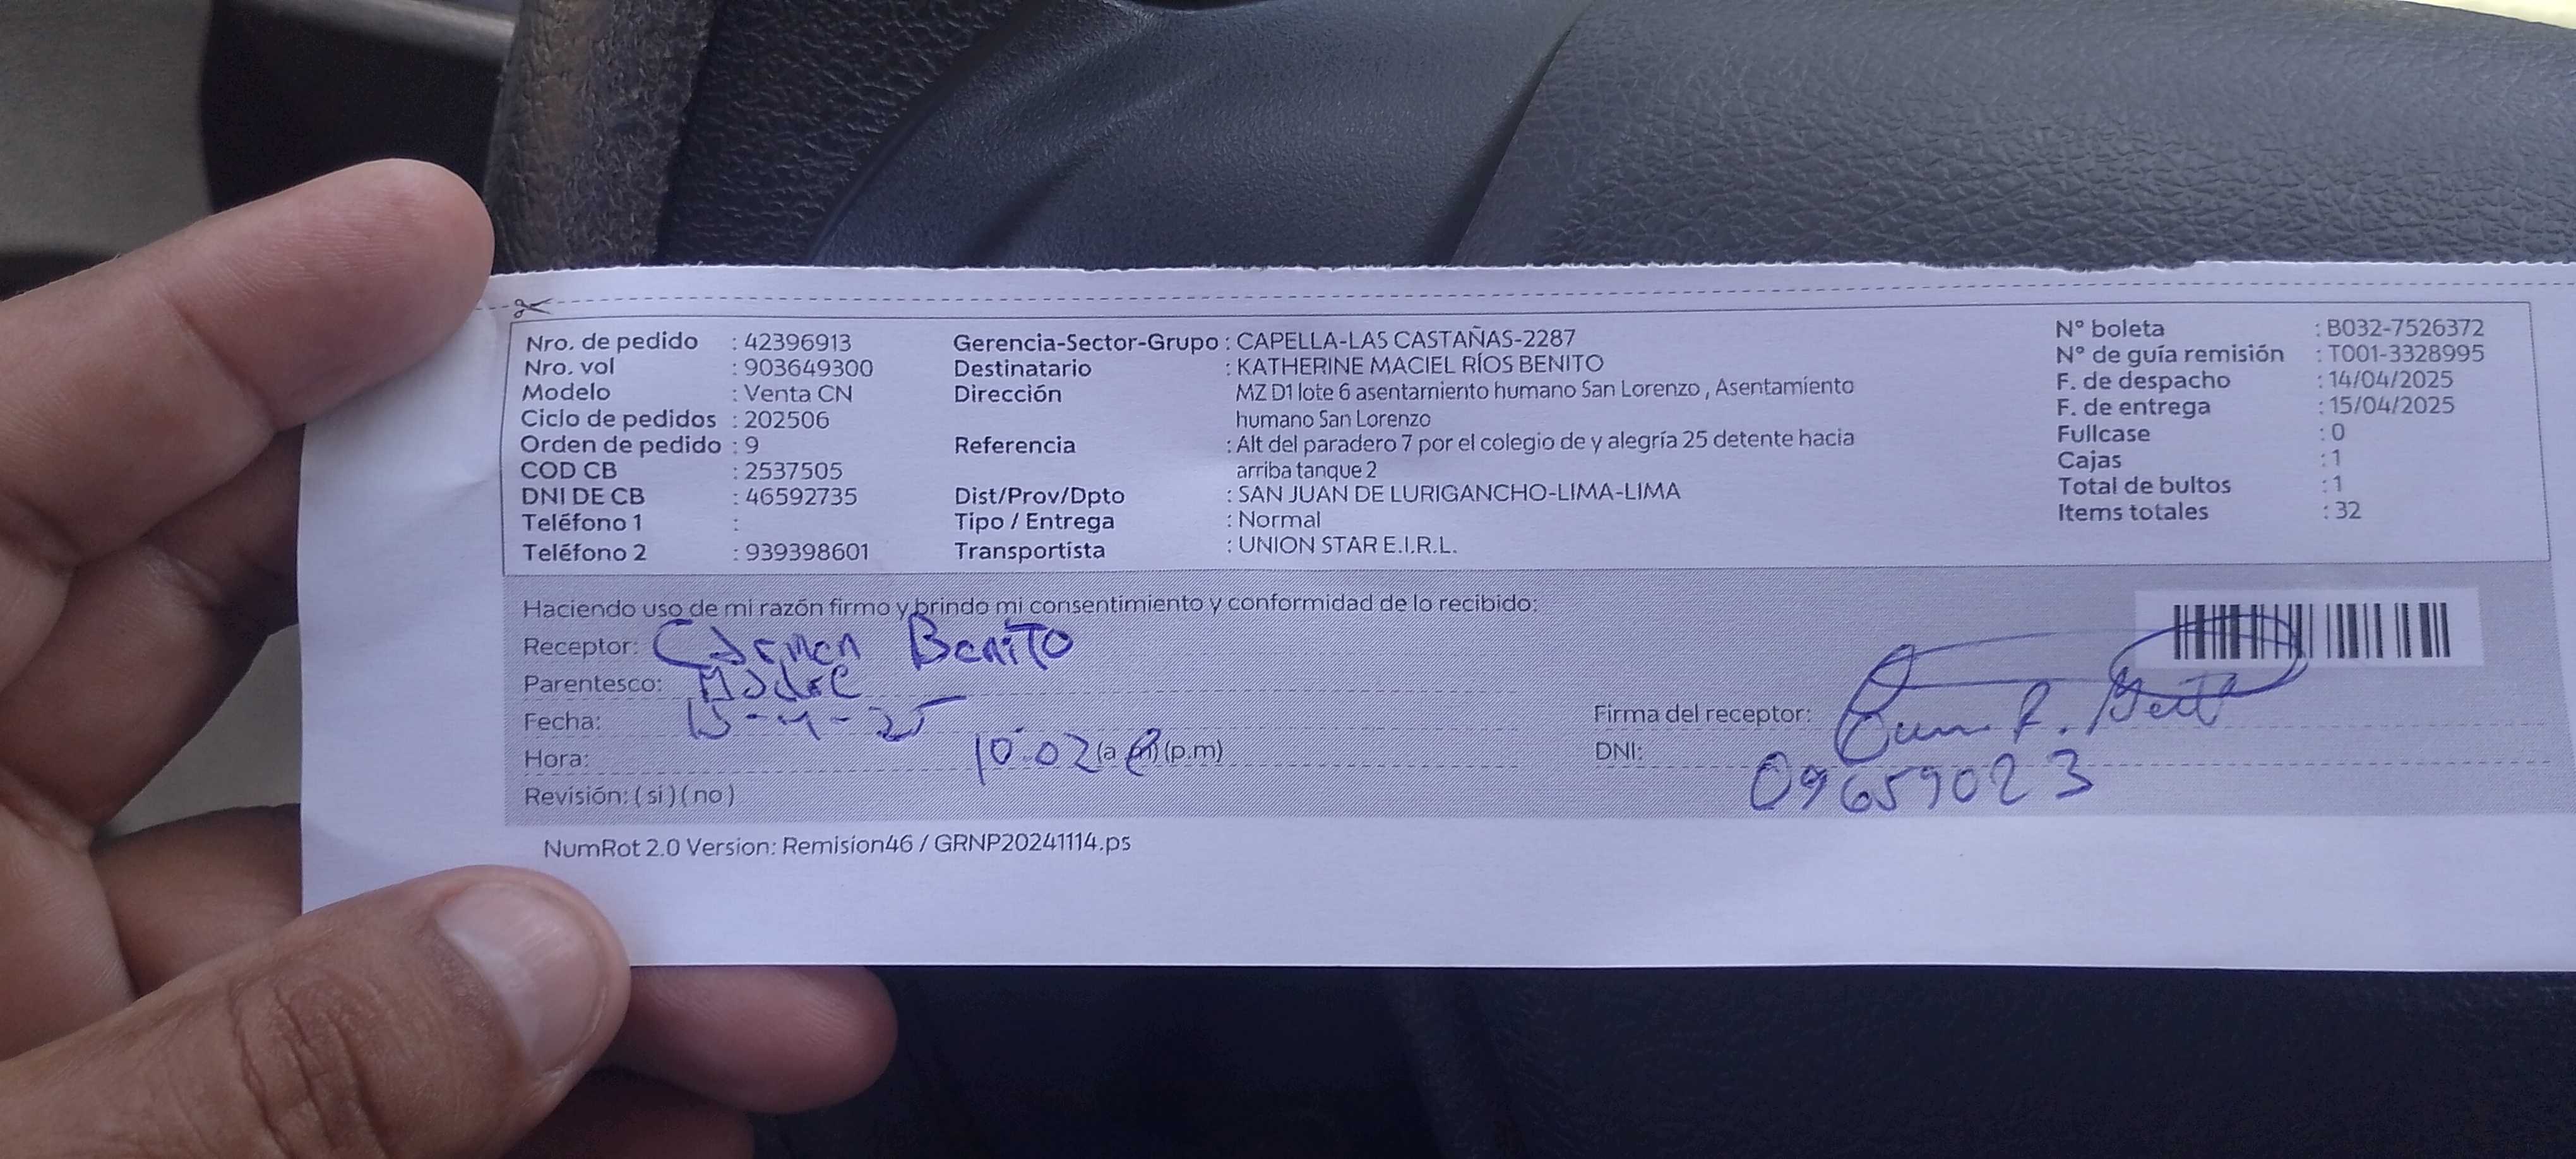 Nro. de pedido : 42396913
Nro. vol : 903649300
Modelo : Venta CN
Ciclo de pedidos : 202506
Orden de pedido : 9
COD CB : 2537505
DNI DE CB : 46592735
Teléfono 1 :
Teléfono 2 : 939398601
Gerencia-Sector-Grupo : CAPELLA-LAS CASTAÑAS-2287
Destinatario : KATHERINE MACIEL RÍOS BENITO
Dirección MZ D1 lote 6 asentamiento humano San Lorenzo , Asentamiento
humano San Lorenzo
Referencia : Alt del paradero 7 por el colegio de y alegría 25 detente hacia
arriba tanque 2
Dist/Prov/Dpto : SAN JUAN DE LURIGANCHO-LIMA-LIMA
Tipo / Entrega : Normal
Transportista : UNION STAR E.I.R.L.
N° boleta : B032-7526372
N° de guía remisión : T001-3328995
F. de despacho : 14/04/2025
F. de entrega : 15/04/2025
Fullcase : 0
Cajas : 1
Total de bultos : 1
Items totales : 32
Haciendo uso de mi razón firmo y brindo mi consentimiento y conformidad de lo recibido:
Receptor: Carmen Benito
Parentesco: Madre
Fecha: 15-4-25
Hora: 10:02 (a m) (p.m)
Revisión: ( si ) ( no )
Firma del receptor:
DNI: 09659023
NumRot 2.0 Version: Remision46 / GRNP20241114.ps